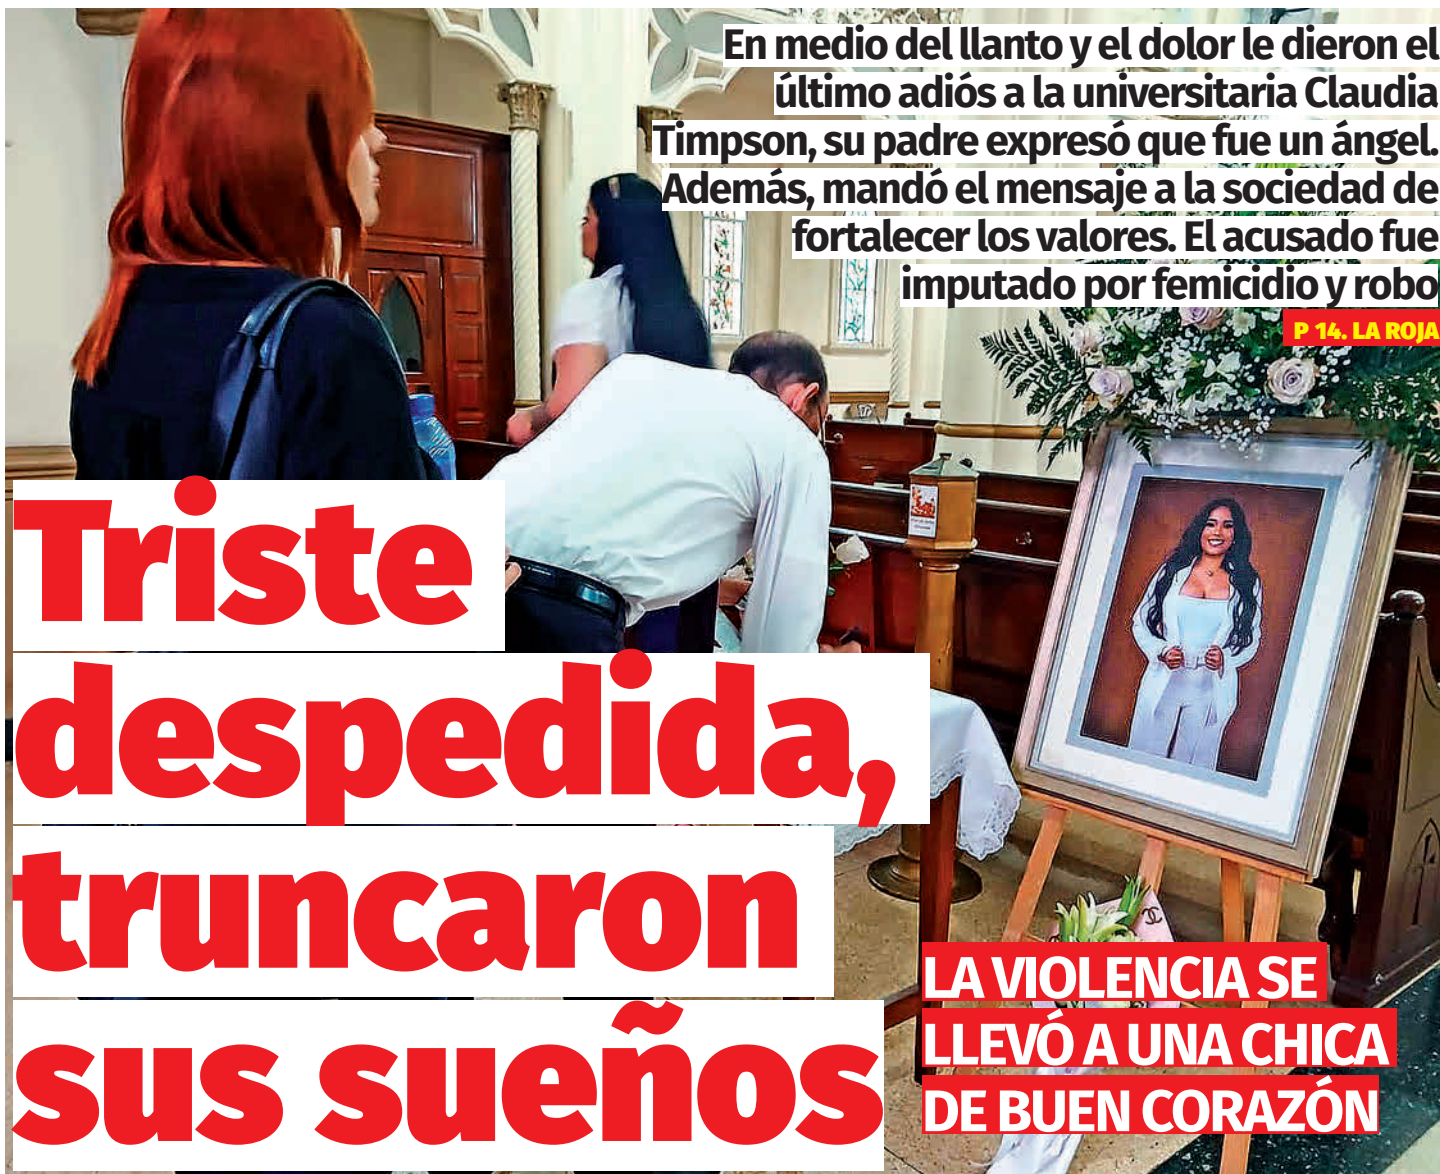 En medio del llanto y el dolor le dieron el
último adiós a la universitaria Claudia
Timpson, su padre expresó que fue un ángel.
Además, mandó el mensaje a la sociedad de
fortalecer los valores. El acusado fue
imputado por femicidio y robo
P 14. LA ROJA
Triste
despedida,
truncaron
sus sueños
LA VIOLENCIA SE
LLEVÓ A UNA CHICA
DE BUEN CORAZÓN